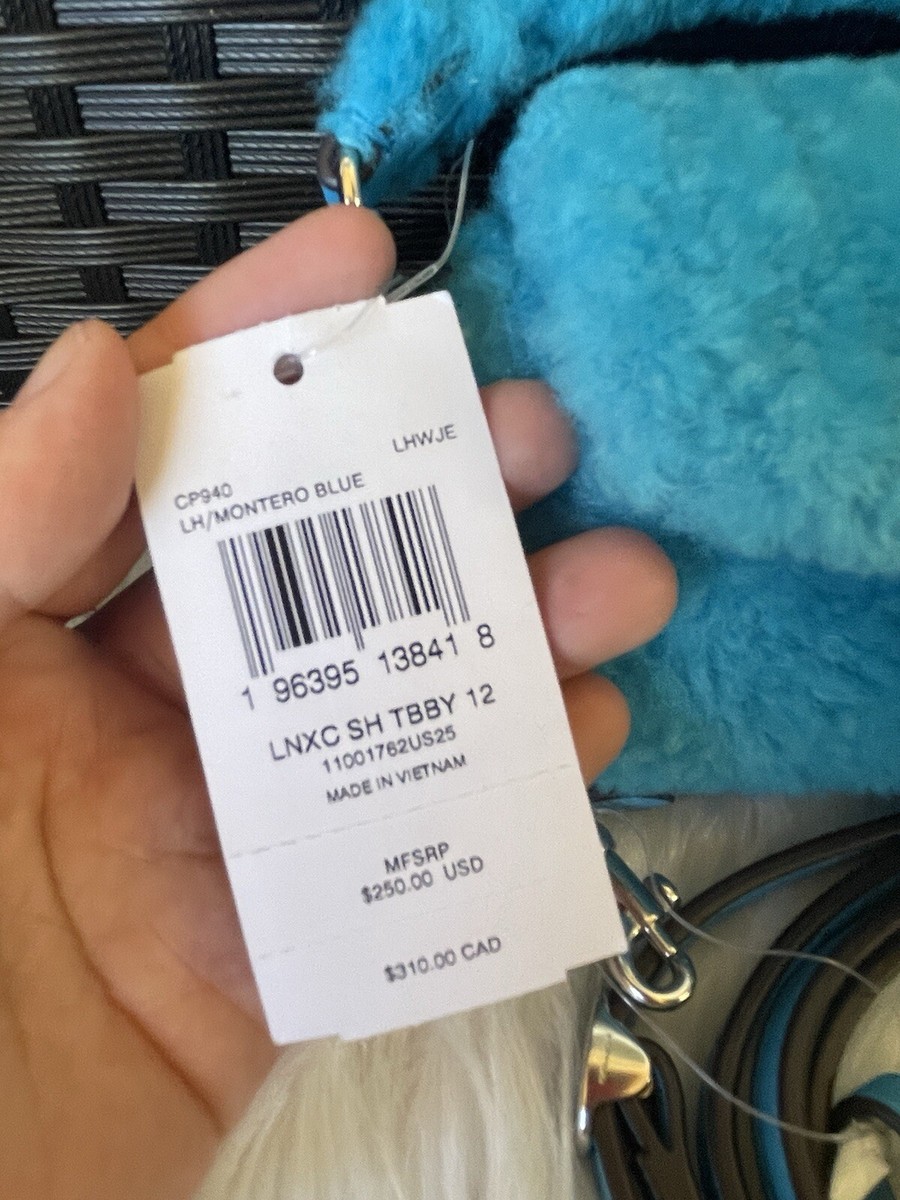 LHWJE
CP940
LH/MONTERO BLUE
1 96395 13841 8
LNXC SH TBBY 12
11001762US25
MADE IN VIETNAM
MFSRP
$250.00 USD
$310.00 CAD